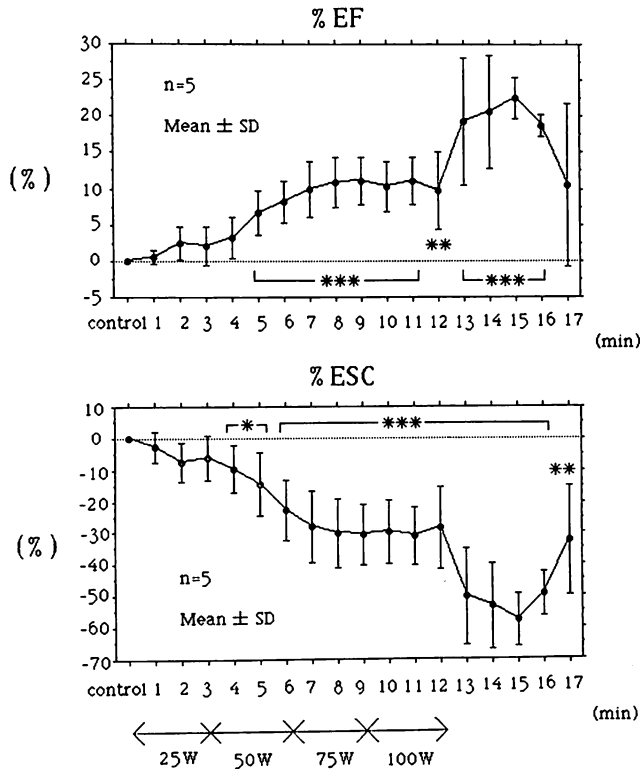 % EF
30
25
20
15
10
5
0
-5
(%)
n=5
Mean ± SD
**
***
***
control 1 2 3 4 5 6 7 8 9 10 11 12 13 14 15 16 17
(min)
% ESC
10
0
-10
-20
-30
-40
-50
-60
-70
(%)
*
***
**
n=5
Mean ± SD
control 1 2 3 4 5 6 7 8 9 10 11 12 13 14 15 16 17
(min)
25W 50W 75W 100W